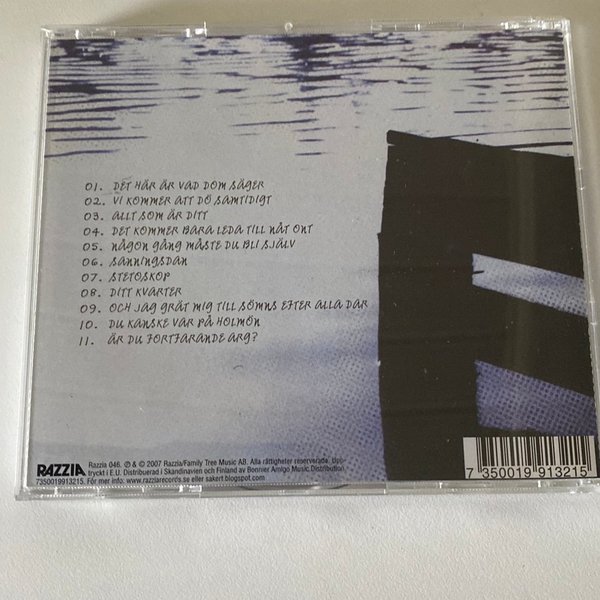 01. DET HÄR ÄR VAD DOM SÄGER
02. VI KOMMER ATT DÖ SAMTIDIGT
03. ALLT SOM ÄR DITT
04. DET KOMMER BARA LEDA TILL NÅT ONT
05. NÅGON GÅNG MÅSTE DU BLI SJÄLV
06. SANNINGSDAN
07. STETOSKOP
08. DITT KVARTER
09. OCH JAG GRÄT MIG TILL SÖMNS EFTER ALLA DAR
10. DU KANSKE VAR PÅ HOLMÖN
11. ÄR DU FORTFARANDE ARG?
RAZZIA
Razzia 046. ℗ & © 2007 Razzia/Family Tree Music AB. Alla rättigheter reserverade. Upp-
tryckt i E.U. Distribuerad i Skandinavien och Finland av Bonnier Amigo Music Distribution.
7350019913215. För mer info. www.razziarecords.se eller sakert.blogspot.com
7 350019 913215